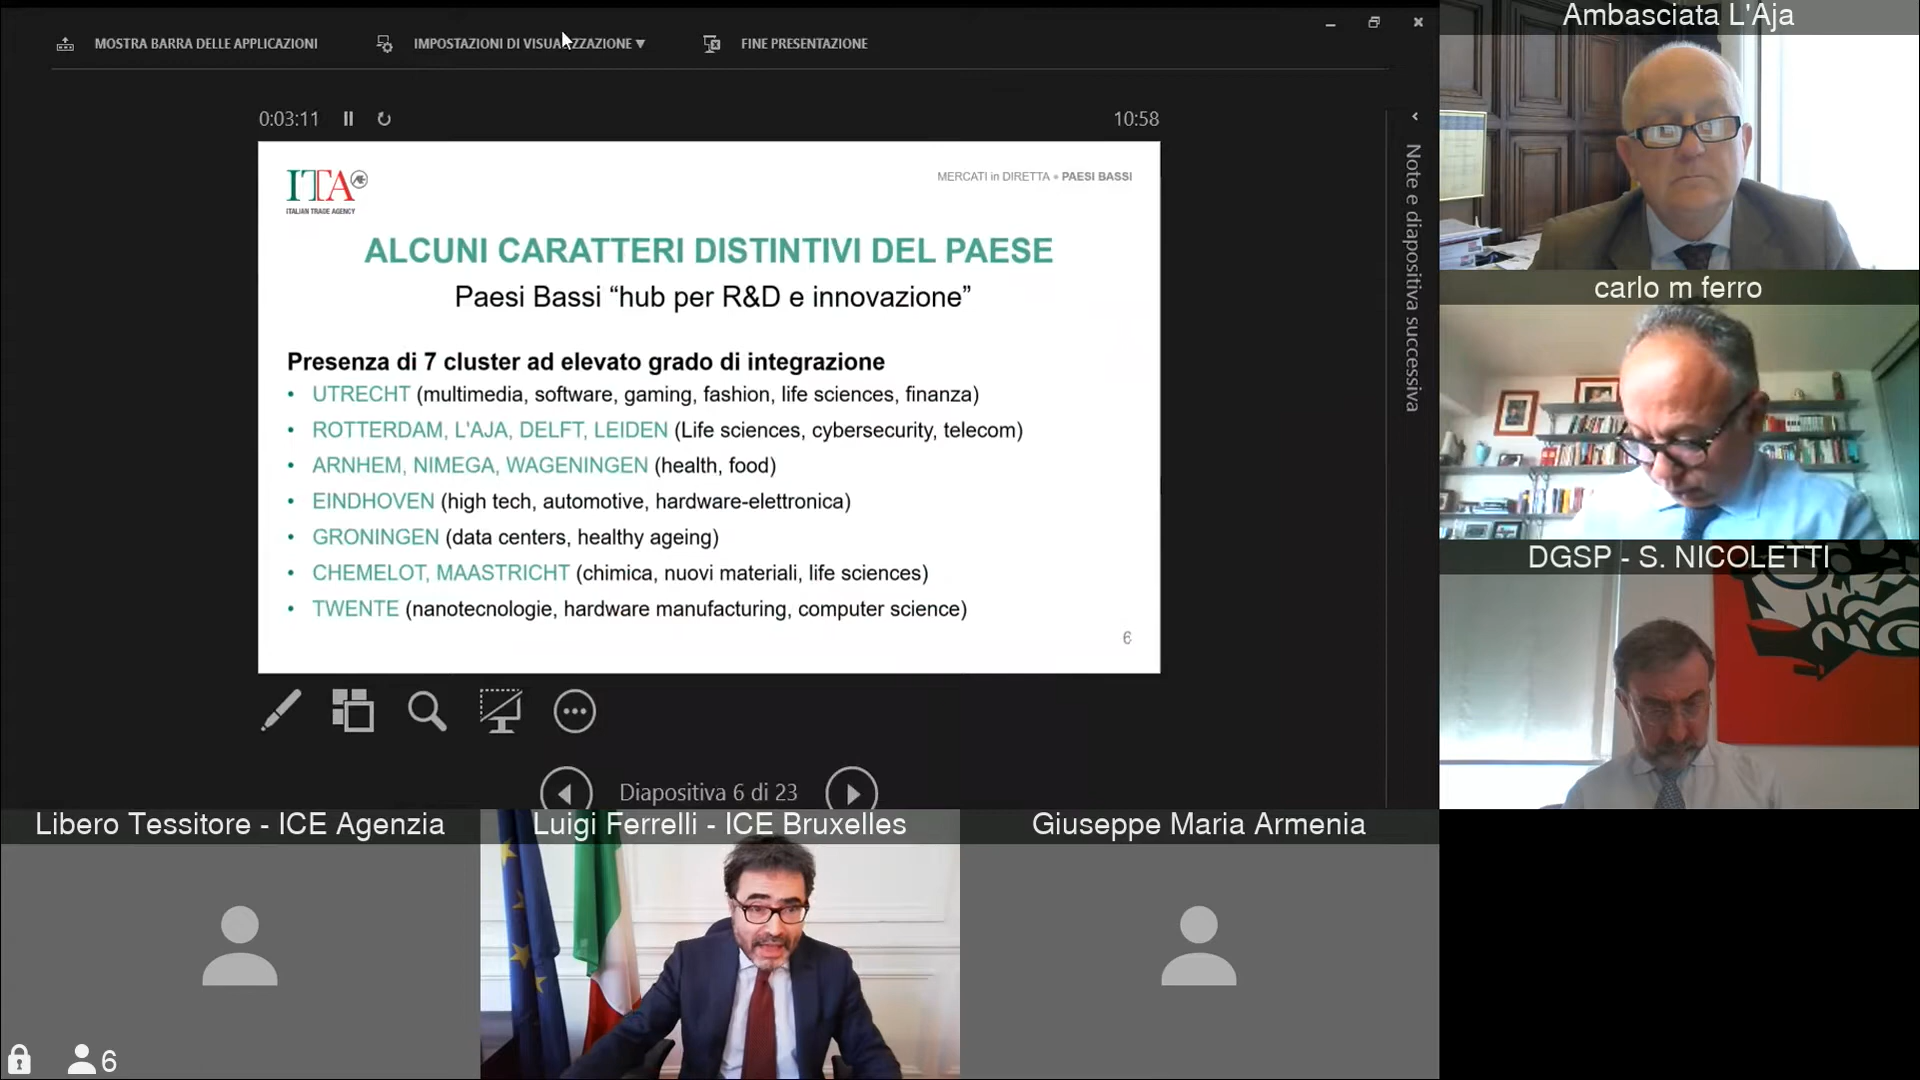 MOSTRA BARRA DELLE APPLICAZIONI
IMPOSTAZIONI DI VISUALIZZAZIONE ▼
FINE PRESENTAZIONE
0:03:11
10:58
ITA
ITALIAN TRADE AGENCY
MERCATI in DIRETTA • PAESI BASSI
ALCUNI CARATTERI DISTINTIVI DEL PAESE
Paesi Bassi “hub per R&D e innovazione”
Presenza di 7 cluster ad elevato grado di integrazione
• UTRECHT (multimedia, software, gaming, fashion, life sciences, finanza)
• ROTTERDAM, L'AJA, DELFT, LEIDEN (Life sciences, cybersecurity, telecom)
• ARNHEM, NIMEGA, WAGENINGEN (health, food)
• EINDHOVEN (high tech, automotive, hardware-elettronica)
• GRONINGEN (data centers, healthy ageing)
• CHEMELOT, MAASTRICHT (chimica, nuovi materiali, life sciences)
• TWENTE (nanotecnologie, hardware manufacturing, computer science)
6
Note e diapositiva successiva
Diapositiva 6 di 23
Ambasciata L'Aja
carlo m ferro
DGSP - S. NICOLETTI
Libero Tessitore - ICE Agenzia
Luigi Ferrelli - ICE Bruxelles
Giuseppe Maria Armenia
6